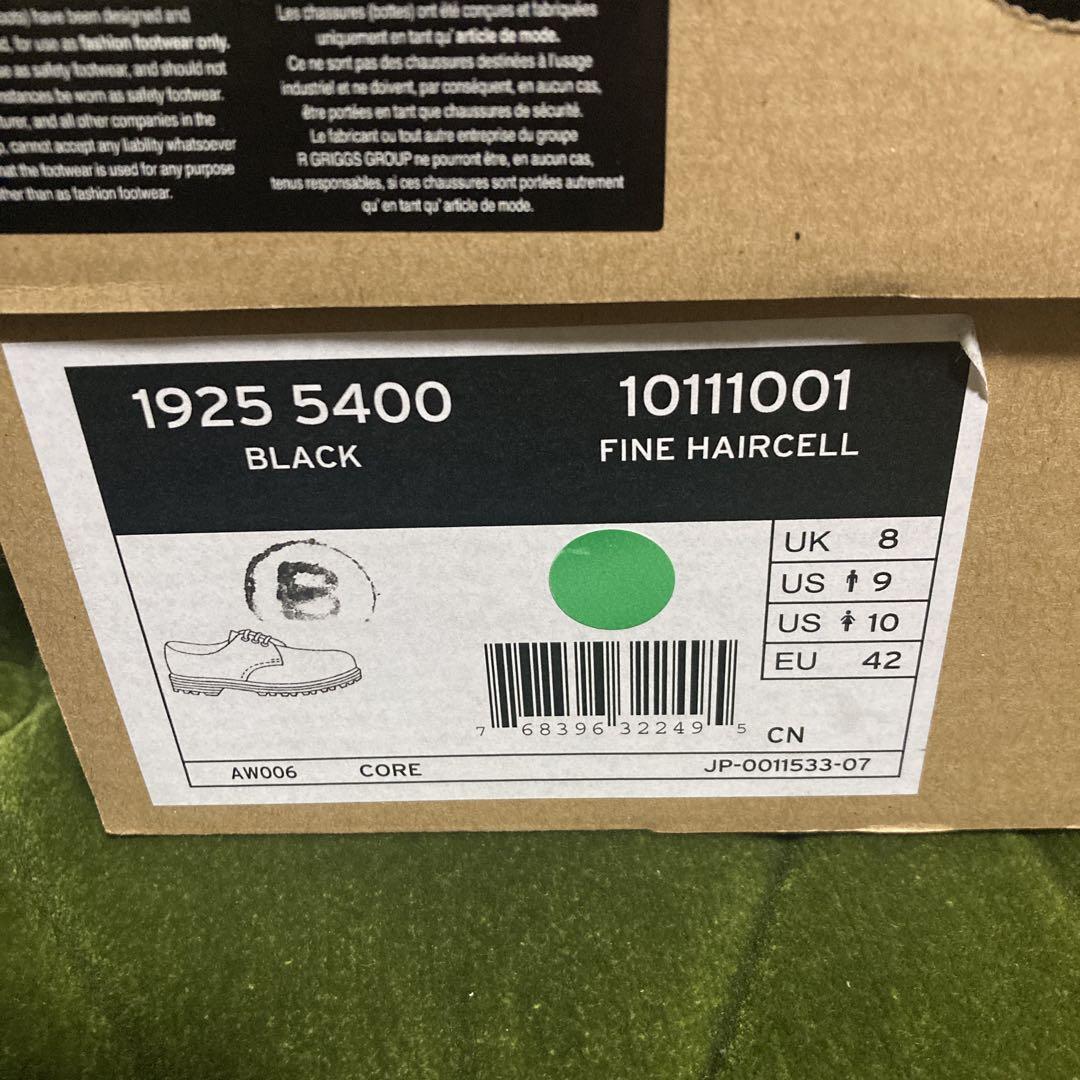 have been designed and
for use as fashion footwear only.
as safety footwear, and should not
be worn as safety footwear.
and all other companies in the
cannot accept any liability whatsoever
that the footwear is used for any purpose
other than as fashion footwear.
Les chaussures (bottes) ont été conçues et fabriquées
uniquement en tant qu' article de mode.
Ce ne sont pas des chaussures destinées à l'usage
industriel et ne doivent, par conséquent, en aucun cas,
être portées en tant que chaussures de sécurité.
Le fabricant ou tout autre entreprise du groupe
R GRIGGS GROUP ne pourront être, en aucun cas,
tenus responsables, si ces chaussures sont portées autrement
qu' en tant qu' article de mode.
1925 5400
BLACK
10111001
FINE HAIRCELL
B
UK 8
US 9
US 10
EU 42
7 68396 32249 5
CN
AW006 CORE JP-0011533-07